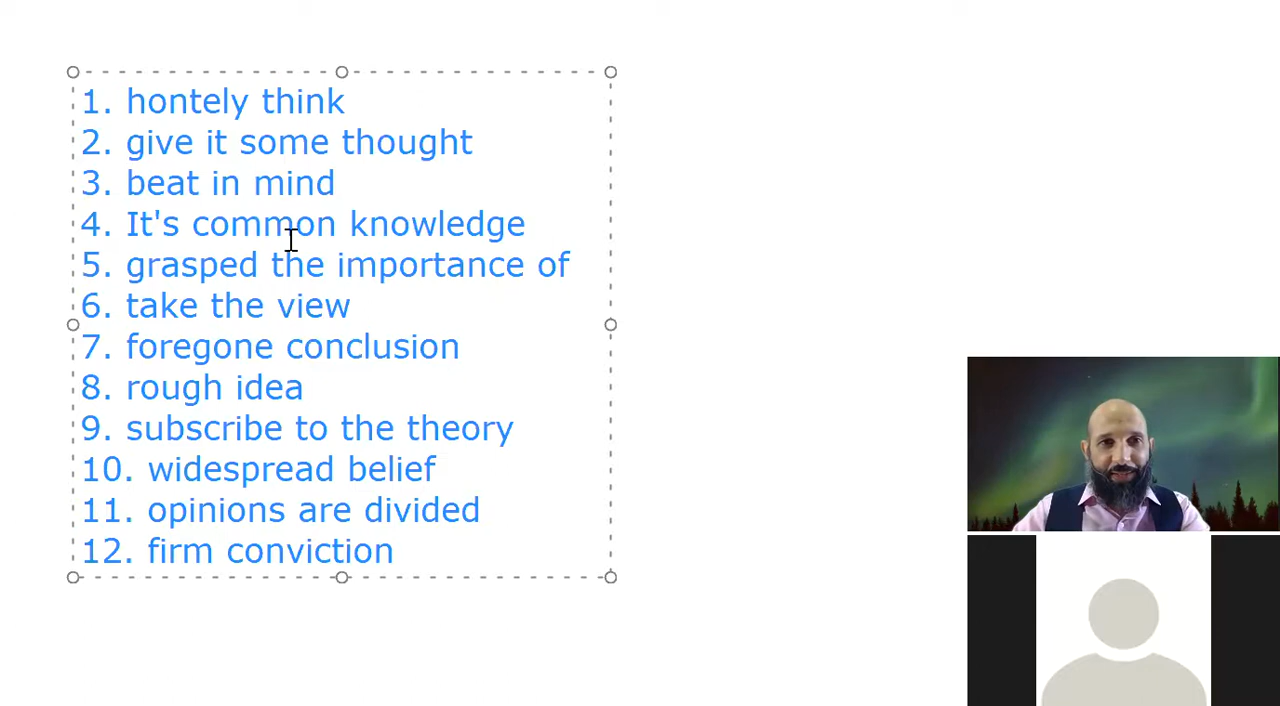 1. hontely think
2. give it some thought
3. beat in mind
4. It's common knowledge
5. grasped the importance of
6. take the view
7. foregone conclusion
8. rough idea
9. subscribe to the theory
10. widespread belief
11. opinions are divided
12. firm conviction